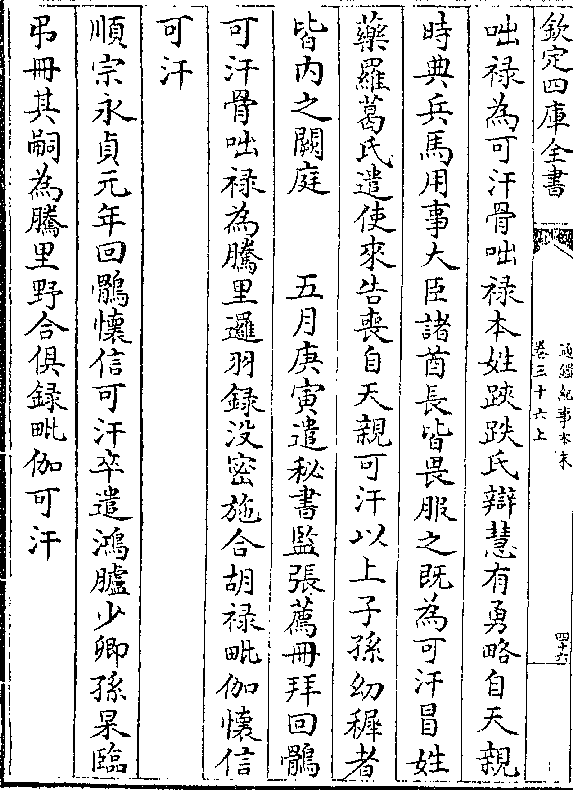 欽定四庫全書
通鑑紀事本末
卷三十六上
四十六
咄禄為可汗骨咄禄本姓跌氏辯慧有勇略自天親
時典兵馬用事大臣諸酋長皆畏服之既為可汗冒姓
藥羅葛氏遣使來告喪自天親可汗以上子孫幼穉者
皆内之闕庭　五月庚寅遣秘書監張薦冊拜回鶻
可汗骨咄禄為騰里邏羽録没密施合胡禄毗伽懐信
可汗
順宗永貞元年回鶻懐信可汗卒遣鴻臚少卿孫杲臨
弔冊其嗣為騰里野合俱録毗伽可汗